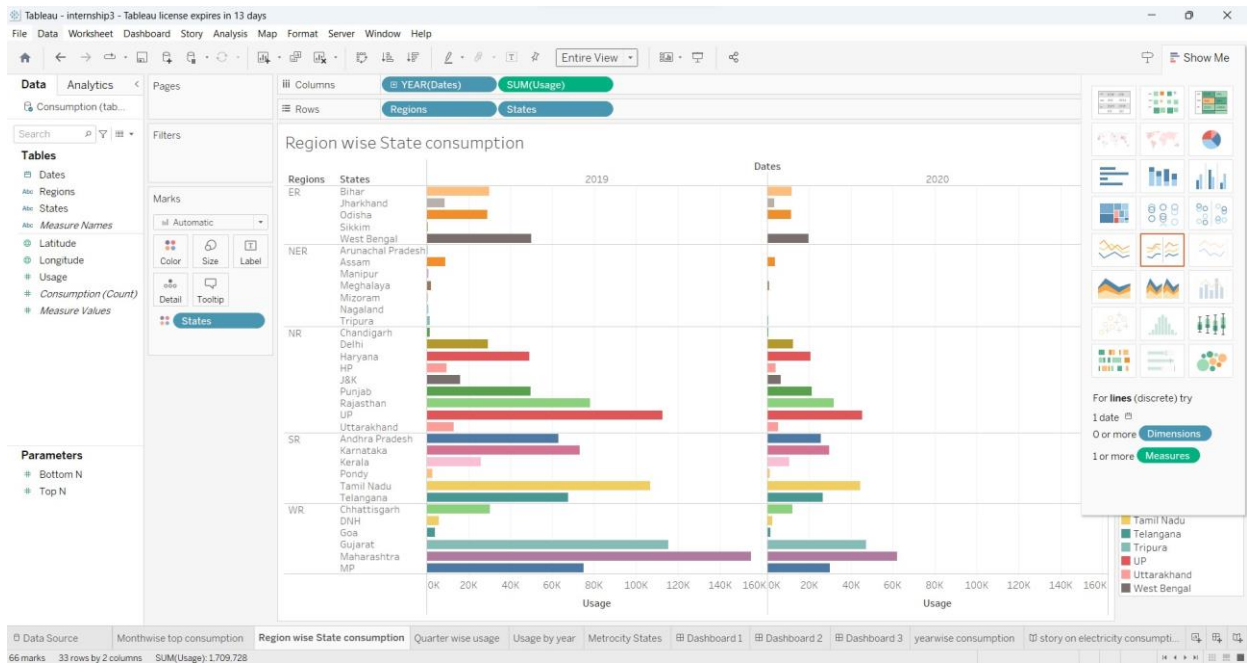 Tableau - internship3 - Tableau license expires in 13 days
File Data Worksheet Dashboard Story Analysis Map Format Server Window Help
Entire View
Show Me
Data Analytics
Consumption (tab...
Search
Tables
Dates
Abc Regions
Abc States
Abc Measure Names
Latitude
Longitude
# Usage
# Consumption (Count)
# Measure Values
Parameters
# Bottom N
# Top N
Pages
Filters
Marks
Automatic
Color Size Label
Detail Tooltip
States
Columns YEAR(Dates) SUM(Usage)
Rows Regions States
Region wise State consumption
Dates
Regions States 2019 2020
ER Bihar
Jharkhand
Odisha
Sikkim
West Bengal
NER Arunachal Pradesh
Assam
Manipur
Meghalaya
Mizoram
Nagaland
Tripura
NR Chandigarh
Delhi
Haryana
HP
J&K
Punjab
Rajasthan
UP
Uttarakhand
SR Andhra Pradesh
Karnataka
Kerala
Pondy
Tamil Nadu
Telangana
WR Chhattisgarh
DNH
Goa
Gujarat
Maharashtra
MP
0K 20K 40K 60K 80K 100K 120K 140K 160K 0K 20K 40K 60K 80K 100K 120K 140K 160K
Usage Usage
For lines (discrete) try
1 date
0 or more Dimensions
1 or more Measures
Tamil Nadu
Telangana
Tripura
UP
Uttarakhand
West Bengal
Data Source Monthwise top consumption Region wise State consumption Quarter wise usage Usage by year Metrocity States Dashboard 1 Dashboard 2 Dashboard 3 yearwise consumption story on electricity consumpti...
66 marks 33 rows by 2 columns SUM(Usage): 1,709,728